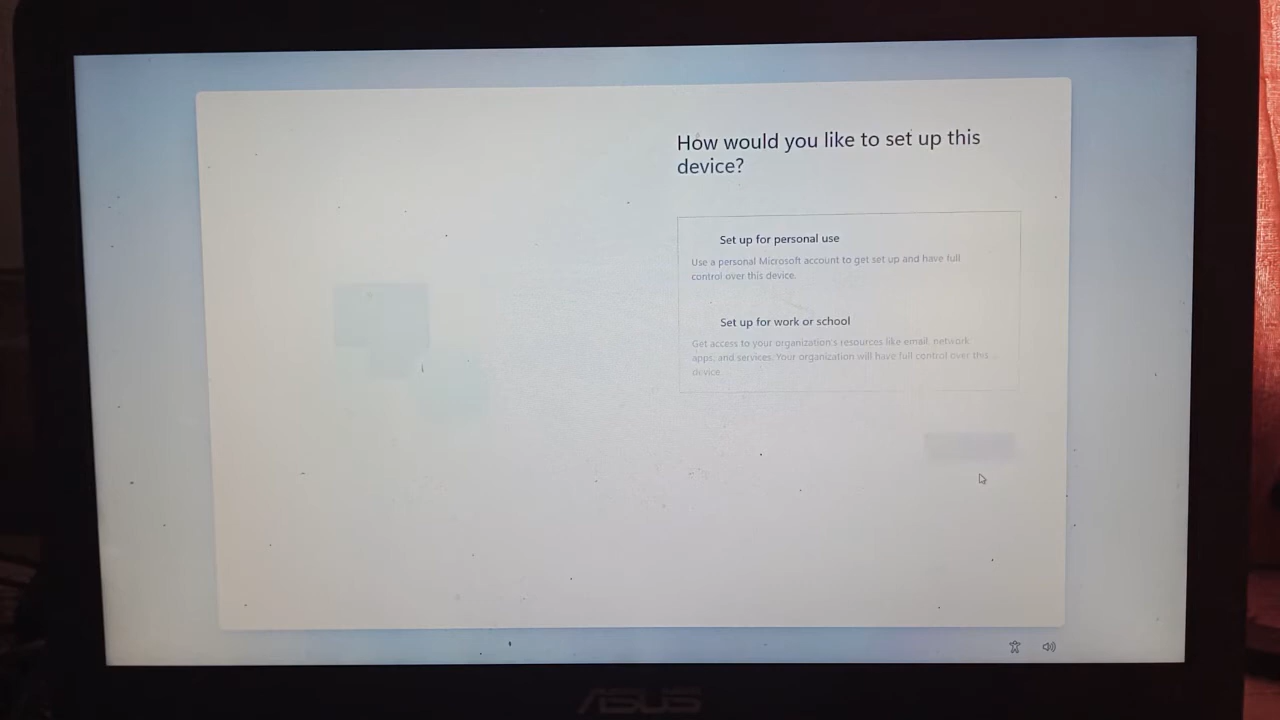 How would you like to set up this
device?
Set up for personal use
Use a personal Microsoft account to get set up and have full
control over this device.
Set up for work or school
Get access to your organization's resources like email, network,
apps, and services. Your organization will have full control over this
device.
ASUS